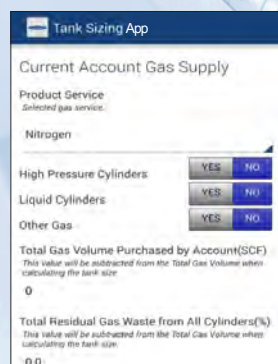 Tank Sizing App
Current Account Gas Supply
Product Service
Selected gas service.
Nitrogen
High Pressure Cylinders YES NO
Liquid Cylinders YES NO
Other Gas YES NO
Total Gas Volume Purchased by Account(SCF)
This value will be subtracted from the Total Gas Volume when
calculating the tank size
0
Total Residual Gas Waste from All Cylinders(%)
This value will be subtracted from the Total Gas Volume when
calculating the tank size
0.0